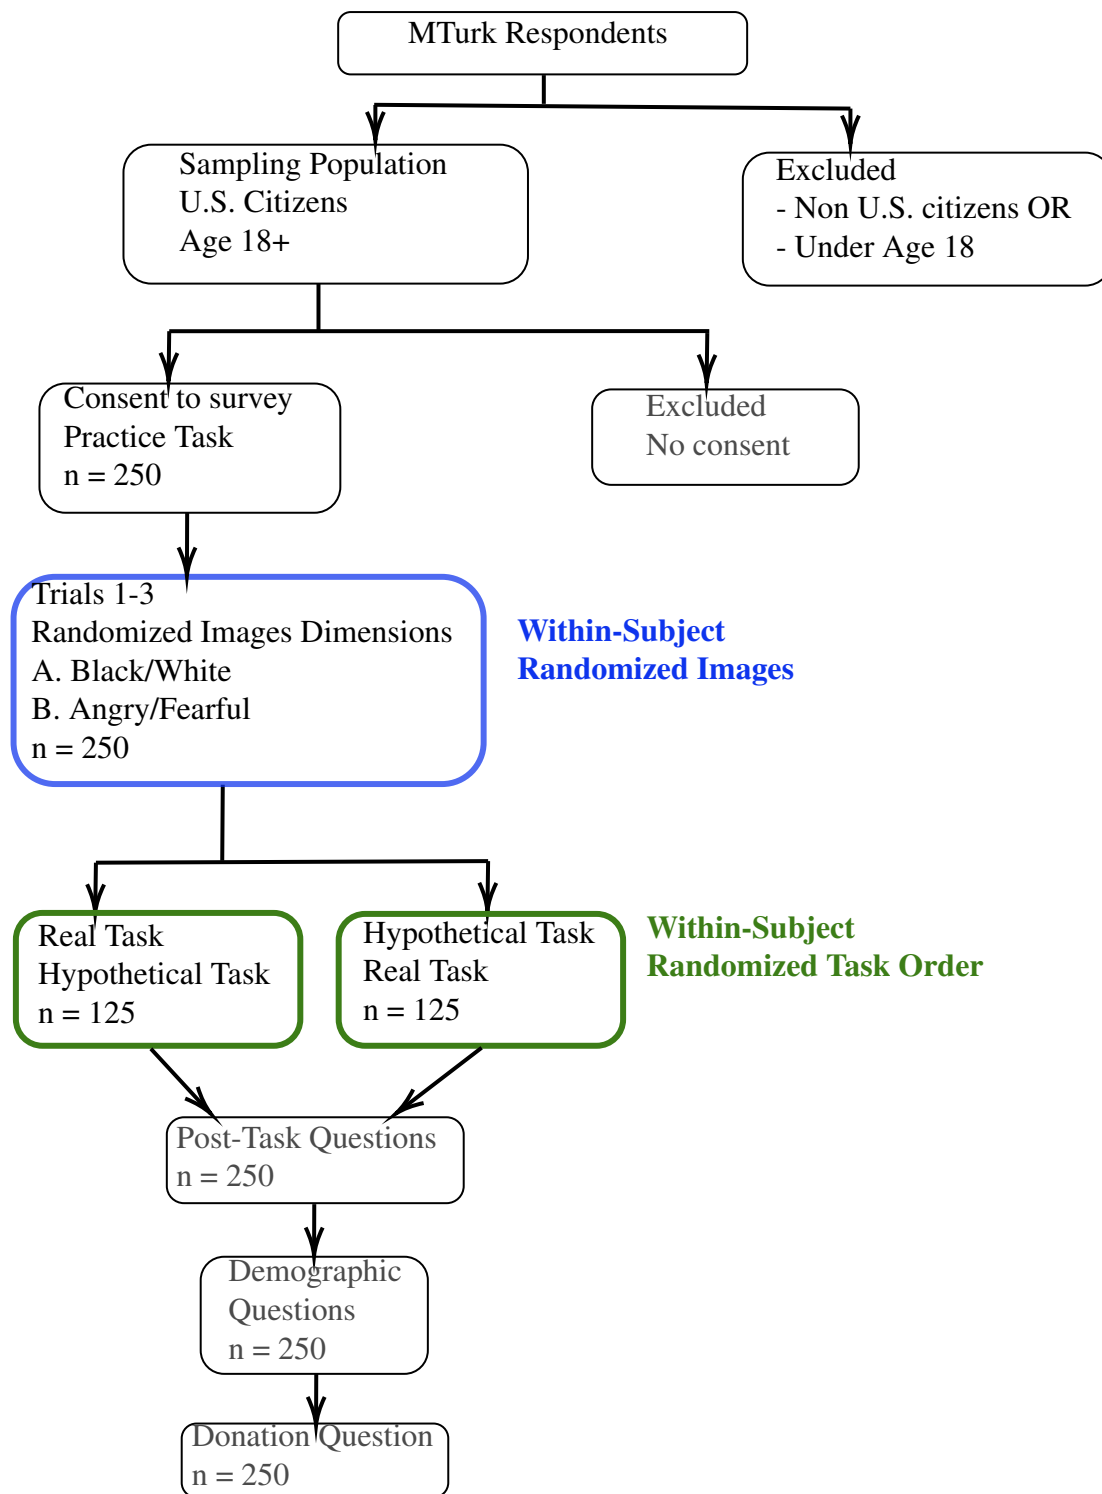 MTurk Respondents
Sampling Population
U.S. Citizens
Age 18+
Excluded
- Non U.S. citizens OR
- Under Age 18
Consent to survey
Practice Task
n = 250
Excluded
No consent
Trials 1-3
Randomized Images Dimensions
A. Black/White
B. Angry/Fearful
n = 250
Within-Subject
Randomized Images
Real Task
Hypothetical Task
n = 125
Hypothetical Task
Real Task
n = 125
Within-Subject
Randomized Task Order
Post-Task Questions
n = 250
Demographic
Questions
n = 250
Donation Question
n = 250